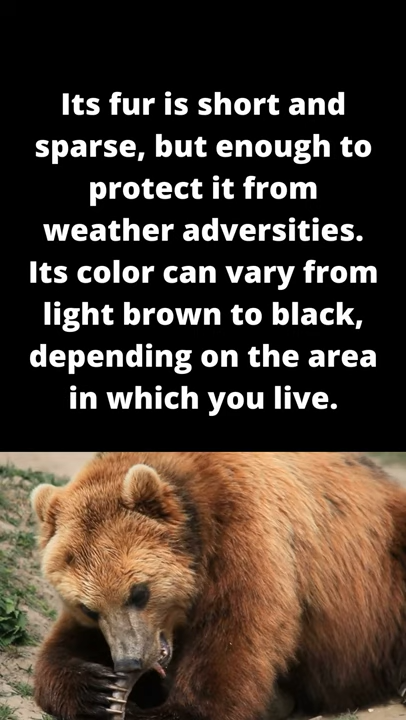 Its fur is short and
sparse, but enough to
protect it from
weather adversities.
Its color can vary from
light brown to black,
depending on the area
in which you live.